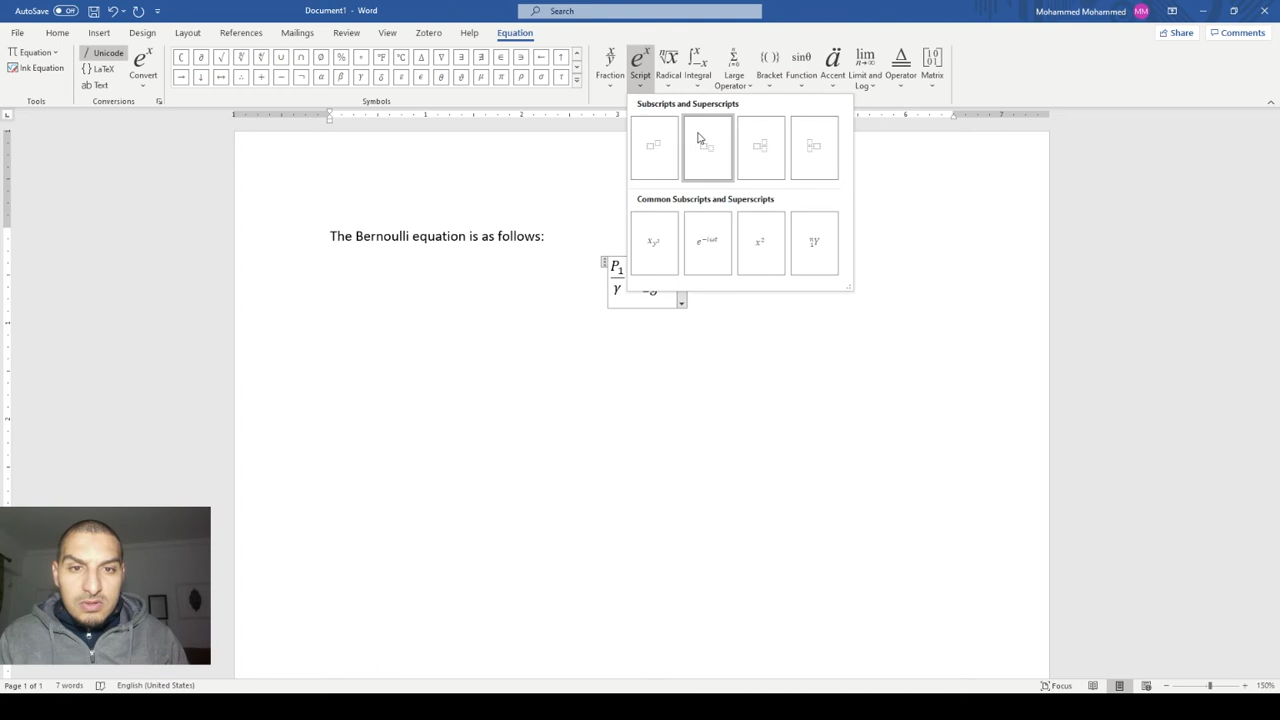 AutoSave Off Document1 - Word Search Mohammed Mohammed MM
File Home Insert Design Layout References Mailings Review View Zotero Help Equation Share Comments
Equation Unicode
Ink Equation LaTeX
Text
Convert
Fraction Script Radical Integral Large Operator Bracket Function Accent Limit and Log Operator Matrix
Tools Conversions Symbols
Subscripts and Superscripts
Common Subscripts and Superscripts
The Bernoulli equation is as follows:
P₁
γ
Page 1 of 1 7 words English (United States) Focus 150%